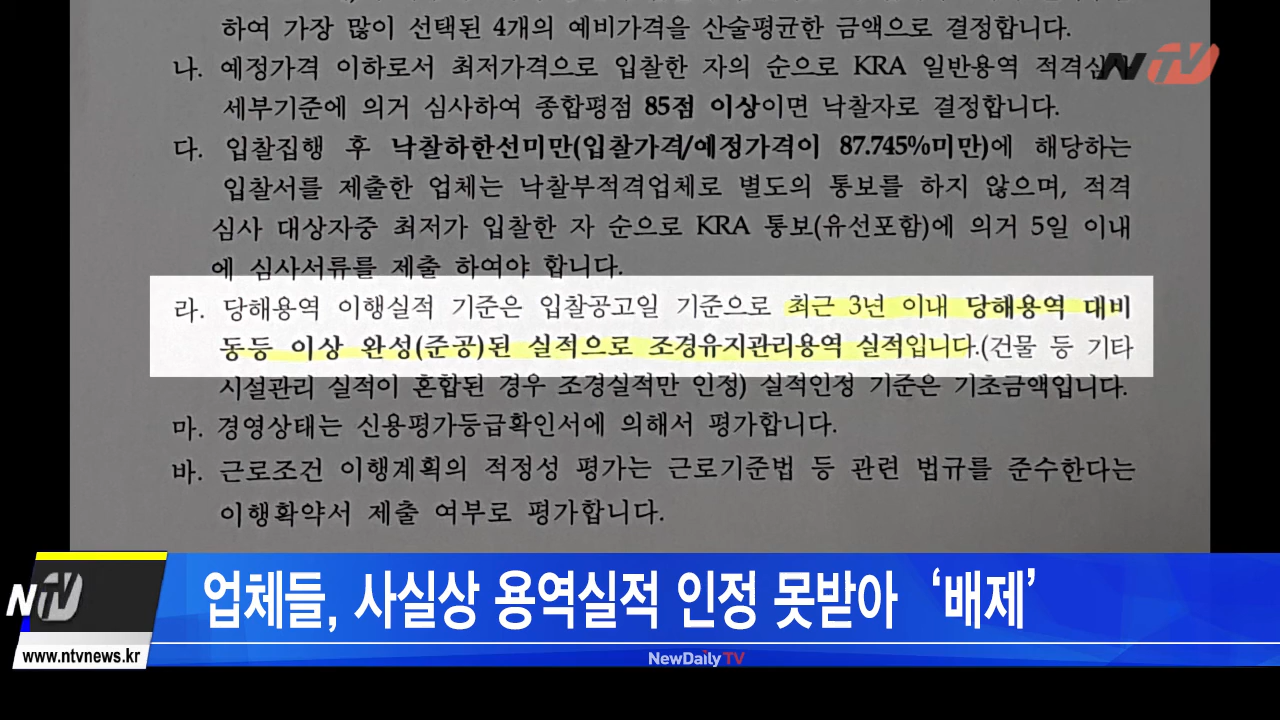 하여 가장 많이 선택된 4개의 예비가격을 산술평균한 금액으로 결정합니다.
나. 예정가격 이하로서 최저가격으로 입찰한 자의 순으로 KRA 일반용역 적격심사
NTV
세부기준에 의거 심사하여 종합평점 85점 이상이면 낙찰자로 결정합니다.
다. 입찰집행 후 낙찰하한선미만(입찰가격/예정가격이 87.745%미만)에 해당하는
입찰서를 제출한 업체는 낙찰부적격업체로 별도의 통보를 하지 않으며, 적격
심사 대상자중 최저가 입찰한 자 순으로 KRA 통보(유선포함)에 의거 5일 이내
에 심사서류를 제출 하여야 합니다.
라. 당해용역 이행실적 기준은 입찰공고일 기준으로 최근 3년 이내 당해용역 대비
동등 이상 완성(준공)된 실적으로 조경유지관리용역 실적입니다.(건물 등 기타
시설관리 실적이 혼합된 경우 조경실적만 인정) 실적인정 기준은 기초금액입니다.
마. 경영상태는 신용평가등급확인서에 의해서 평가합니다.
바. 근로조건 이행계획의 적정성 평가는 근로기준법 등 관련 법규를 준수한다는
이행확약서 제출 여부로 평가합니다.
NTV
업체들, 사실상 용역실적 인정 못받아 ‘배제’
www.ntvnews.kr
NewDaily TV